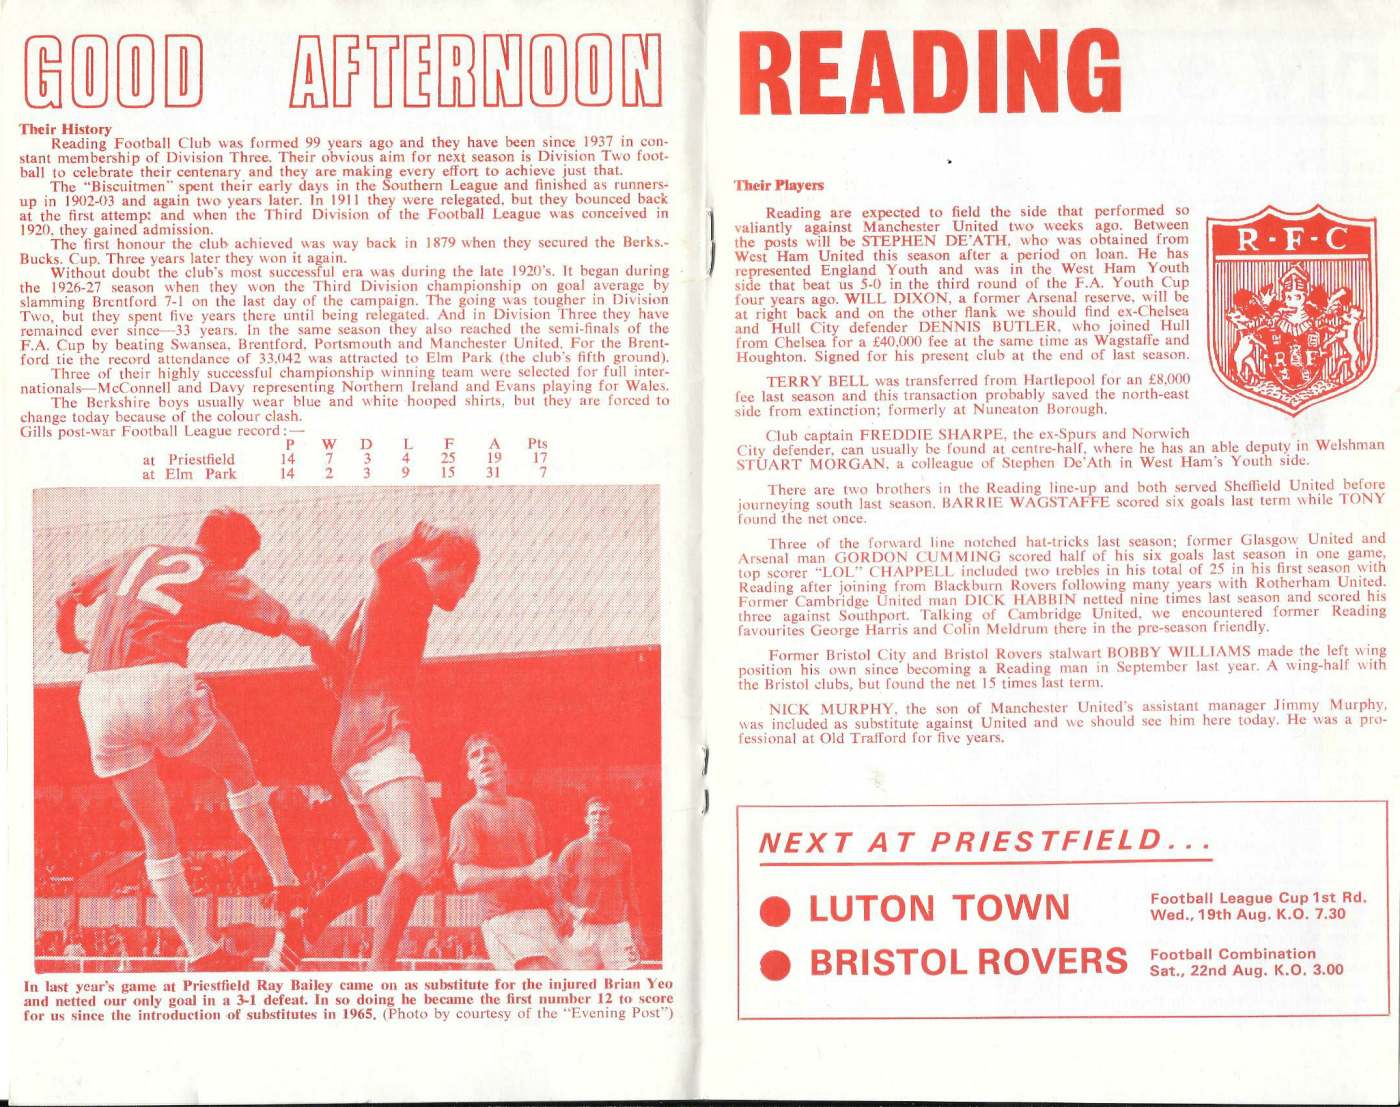 GOOD AFTERNOON
Their History
Reading Football Club was formed 99 years ago and they have been since 1937 in con-
stant membership of Division Three. Their obvious aim for next season is Division Two foot-
ball to celebrate their centenary and they are making every effort to achieve just that.
The "Biscuitmen" spent their early days in the Southern League and finished as runners-
up in 1902-03 and again two years later. In 1911 they were relegated, but they bounced back
at the first attempt and when the Third Division of the Football League was conceived in
1920, they gained admission.
The first honour the club achieved was way back in 1879 when they secured the Berks.-
Bucks. Cup. Three years later they won it again.
Without doubt the club's most successful era was during the late 1920's. It began during
the 1926-27 season when they won the Third Division championship on goal average by
slamming Brentford 7-1 on the last day of the campaign. The going was tougher in Division
Two, but they spent five years there until being relegated. And in Division Three they have
remained ever since—33 years. In the same season they also reached the semi-finals of the
F.A. Cup by beating Swansea, Brentford, Portsmouth and Manchester United. For the Brent-
ford tie the record attendance of 33,042 was attracted to Elm Park (the club's fifth ground).
Three of their highly successful championship winning team were selected for full inter-
nationals—McConnell and Davy representing Northern Ireland and Evans playing for Wales.
The Berkshire boys usually wear blue and white hooped shirts, but they are forced to
change today because of the colour clash.
Gills post-war Football League record:—
P W D L F A Pts
at Priestfield 14 7 3 4 25 19 17
at Elm Park 14 2 3 9 15 31 7
12
3
In last year's game at Priestfield Ray Bailey came on as substitute for the injured Brian Yeo
and netted our only goal in a 3-1 defeat. In so doing he became the first number 12 to score
for us since the introduction of substitutes in 1965. (Photo by courtesy of the "Evening Post")
READING
Their Players
Reading are expected to field the side that performed so
valiantly against Manchester United two weeks ago. Between
the posts will be STEPHEN DE'ATH, who was obtained from
West Ham United this season after a period on loan. He has
represented England Youth and was in the West Ham Youth
side that beat us 5-0 in the third round of the F.A. Youth Cup
four years ago. WILL DIXON, a former Arsenal reserve, will be
at right back and on the other flank we should find ex-Chelsea
and Hull City defender DENNIS BUTLER, who joined Hull
from Chelsea for a £40,000 fee at the same time as Wagstaffe and
Houghton. Signed for his present club at the end of last season.
R-F-C
R F
TERRY BELL was transferred from Hartlepool for an £8,000
fee last season and this transaction probably saved the north-east
side from extinction; formerly at Nuneaton Borough.
Club captain FREDDIE SHARPE, the ex-Spurs and Norwich
City defender, can usually be found at centre-half, where he has an able deputy in Welshman
STUART MORGAN, a colleague of Stephen De'Ath in West Ham's Youth side.
There are two brothers in the Reading line-up and both served Sheffield United before
journeying south last season. BARRIE WAGSTAFFE scored six goals last term while TONY
found the net once.
Three of the forward line notched hat-tricks last season; former Glasgow United and
Arsenal man GORDON CUMMING scored half of his six goals last season in one game,
top scorer "LOL" CHAPPELL included two trebles in his total of 25 in his first season with
Reading after joining from Blackburn Rovers following many years with Rotherham United.
Former Cambridge United man DICK HABBIN netted nine times last season and scored his
three against Southport. Talking of Cambridge United, we encountered former Reading
favourites George Harris and Colin Meldrum there in the pre-season friendly.
Former Bristol City and Bristol Rovers stalwart BOBBY WILLIAMS made the left wing
position his own since becoming a Reading man in September last year. A wing-half with
the Bristol clubs, but found the net 15 times last term.
NICK MURPHY, the son of Manchester United's assistant manager Jimmy Murphy,
was included as substitute against United and we should see him here today. He was a pro-
fessional at Old Trafford for five years.
NEXT AT PRIESTFIELD...
LUTON TOWN Football League Cup 1st Rd.
Wed., 19th Aug. K.O. 7.30
BRISTOL ROVERS Football Combination
Sat., 22nd Aug. K.O. 3.00